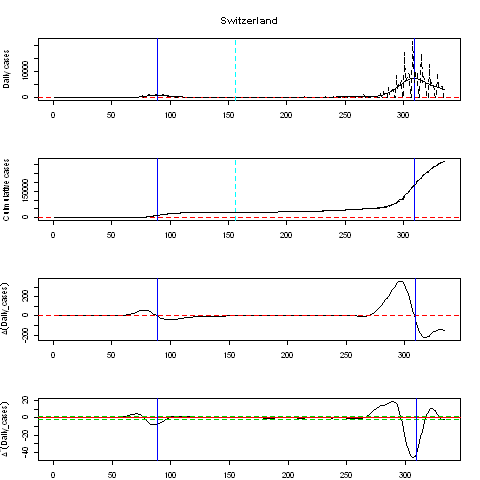 Switzerland
Daily cases
0 10000
0 50 100 150 200 250 300
Cumulative cases
0 150000
0 50 100 150 200 250 300
Δ(Daily_cases)
-200 0 200
0 50 100 150 200 250 300
Δ²(Daily_cases)
-40 -20 0 20
0 50 100 150 200 250 300